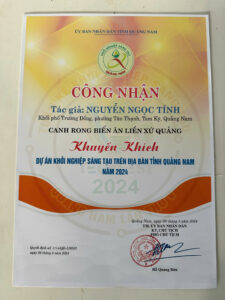 ỦY BAN NHÂN DÂN TỈNH QUẢNG NAM
CÔNG NHẬN
Tác giả: NGUYỄN NGỌC TÍNH
Khối phố Trường Đồng, phường Tân Thạnh, Tam Kỳ, Quảng Nam
CANH RONG BIỂN ĂN LIỀN XỨ QUẢNG
Khuyến Khích
DỰ ÁN KHỞI NGHIỆP SÁNG TẠO TRÊN ĐỊA BÀN TỈNH QUẢNG NAM
NĂM 2024
2024
TM. ỦY BAN NHÂN DÂN
KT. CHỦ TỊCH
PHÓ CHỦ TỊCH
Hồ Quang Bửu